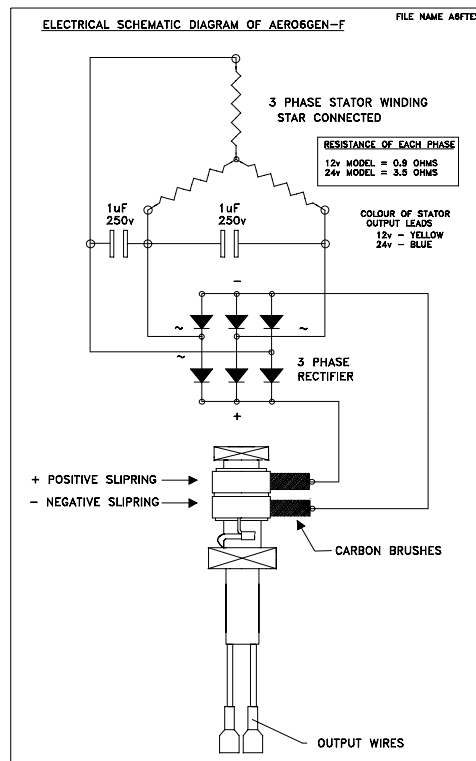 ELECTRICAL SCHEMATIC DIAGRAM OF AERO6GEN-F
FILE NAME A6FTE
3 PHASE STATOR WINDING
STAR CONNECTED
RESISTANCE OF EACH PHASE
12v MODEL = 0.9 OHMS
24v MODEL = 3.5 OHMS
1uF
250v
1uF
250v
COLOUR OF STATOR
OUTPUT LEADS
12v - YELLOW
24v - BLUE
-
~
~
~
3 PHASE
RECTIFIER
+
+ POSITIVE SLIPRING
- NEGATIVE SLIPRING
CARBON BRUSHES
OUTPUT WIRES